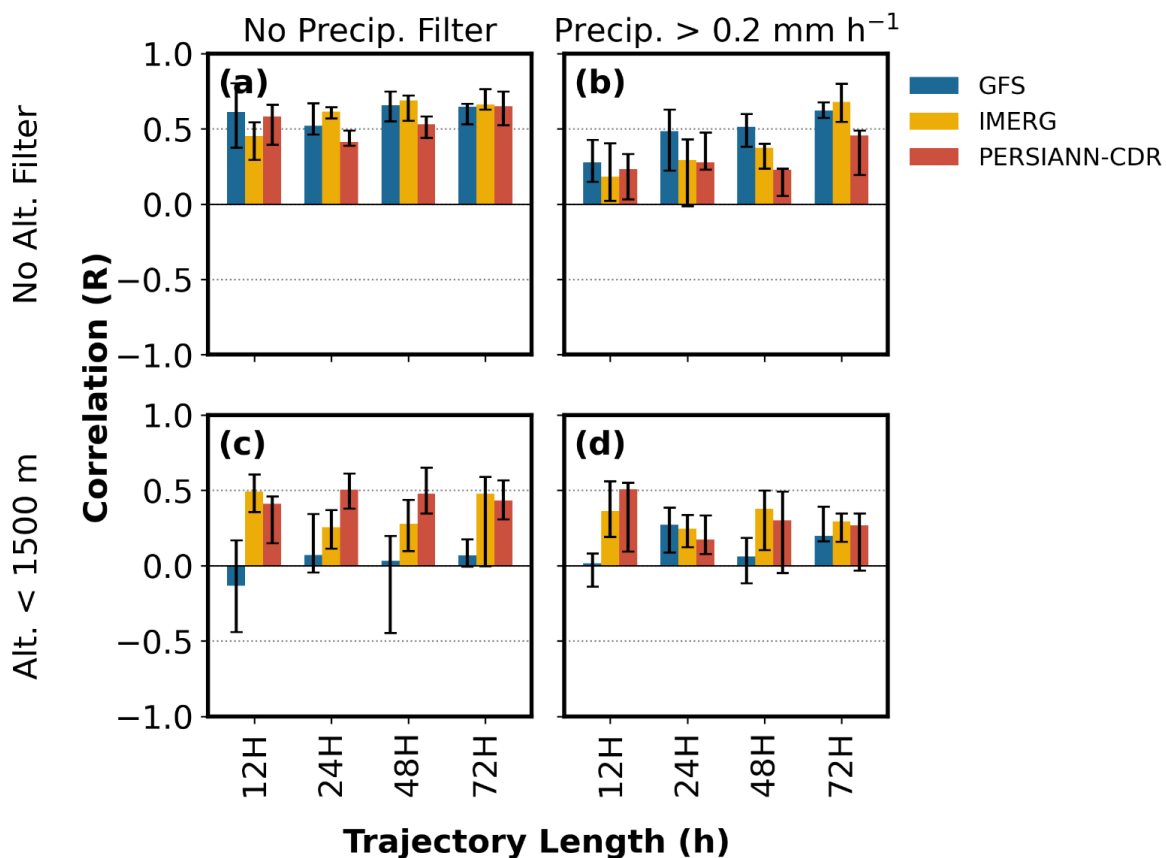 No Precip. Filter
Precip. > 0.2 mm h⁻¹
GFS
IMERG
PERSIANN-CDR
No Alt. Filter
Alt. < 1500 m
Correlation (R)
(a)
1.0
0.5
0.0
−0.5
−1.0
(b)
(c)
1.0
0.5
0.0
−0.5
−1.0
(d)
12H
24H
48H
72H
12H
24H
48H
72H
Trajectory Length (h)